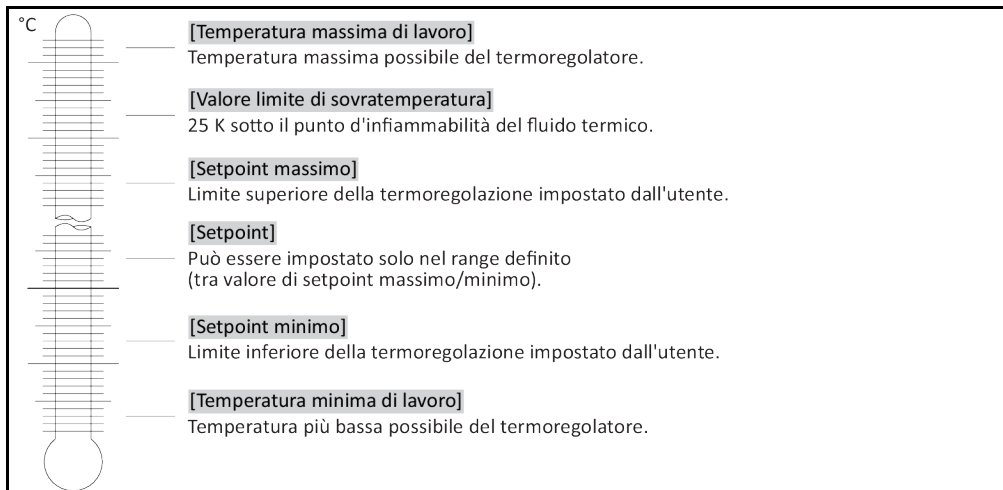 °C
[Temperatura massima di lavoro]
Temperatura massima possibile del termoregolatore.
[Valore limite di sovratemperatura]
25 K sotto il punto d'infiammabilità del fluido termico.
[Setpoint massimo]
Limite superiore della termoregolazione impostato dall'utente.
[Setpoint]
Può essere impostato solo nel range definito
(tra valore di setpoint massimo/minimo).
[Setpoint minimo]
Limite inferiore della termoregolazione impostato dall'utente.
[Temperatura minima di lavoro]
Temperatura più bassa possibile del termoregolatore.